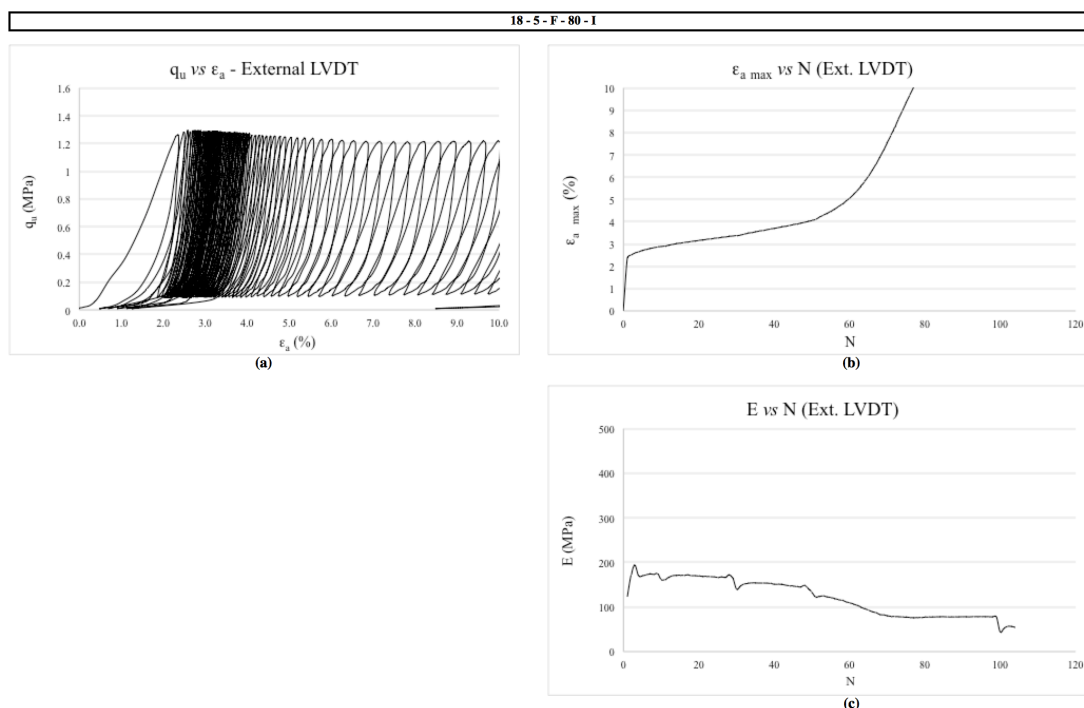 18 - 5 - F - 80 - I
qu vs εa - External LVDT
1.6
1.4
1.2
1
0.8
0.6
0.4
0.2
0
qu (MPa)
0.0 1.0 2.0 3.0 4.0 5.0 6.0 7.0 8.0 9.0 10.0
εa (%)
(a)
εa max vs N (Ext. LVDT)
10
9
8
7
6
5
4
3
2
1
0
εa max (%)
0 20 40 60 80 100 120
N
(b)
E vs N (Ext. LVDT)
500
400
300
200
100
0
E (MPa)
0 20 40 60 80 100 120
N
(c)